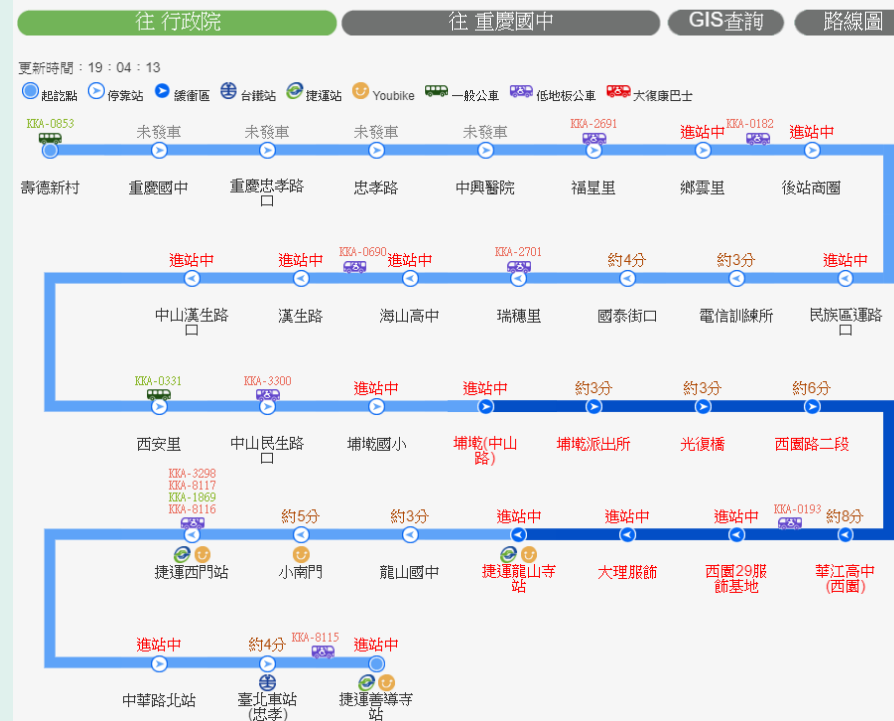 往 行政院
往 重慶國中
GIS查詢
路線圖
更新時間：19：04：13
起訖點 停靠站 緩衝區 台鐵站 捷運站 Youbike 一般公車 低地板公車 大復康巴士
KKA-0853 未發車 未發車 未發車 未發車 KKA-2691 進站中 KKA-0182 進站中
壽德新村 重慶國中 重慶忠孝路 忠孝路 中興醫院 福星里 鄉雲里 後站商圈
口
進站中 進站中 KKA-0690 進站中 KKA-2701 約4分 約3分 進站中
中山漢生路 漢生路 海山高中 瑞穗里 國泰街口 電信訓練所 民族區運路
口 口
KKA-0331 KKA-3300 進站中 進站中 約3分 約3分 約6分
西安里 中山民生路 埔墘國小 埔墘(中山 埔墘派出所 光復橋 西園路二段
口 路)
KKA-3298
KKA-8117
KKA-1869
KKA-8116 約5分 約3分 進站中 進站中 進站中 KKA-0193 約8分
捷運西門站 小南門 龍山國中 捷運龍山寺 大理服飾 西園29服 華江高中
站 飾基地 (西園)
進站中 約4分 KKA-8115 進站中
中華路北站 臺北車站 捷運善導寺
(忠孝) 站